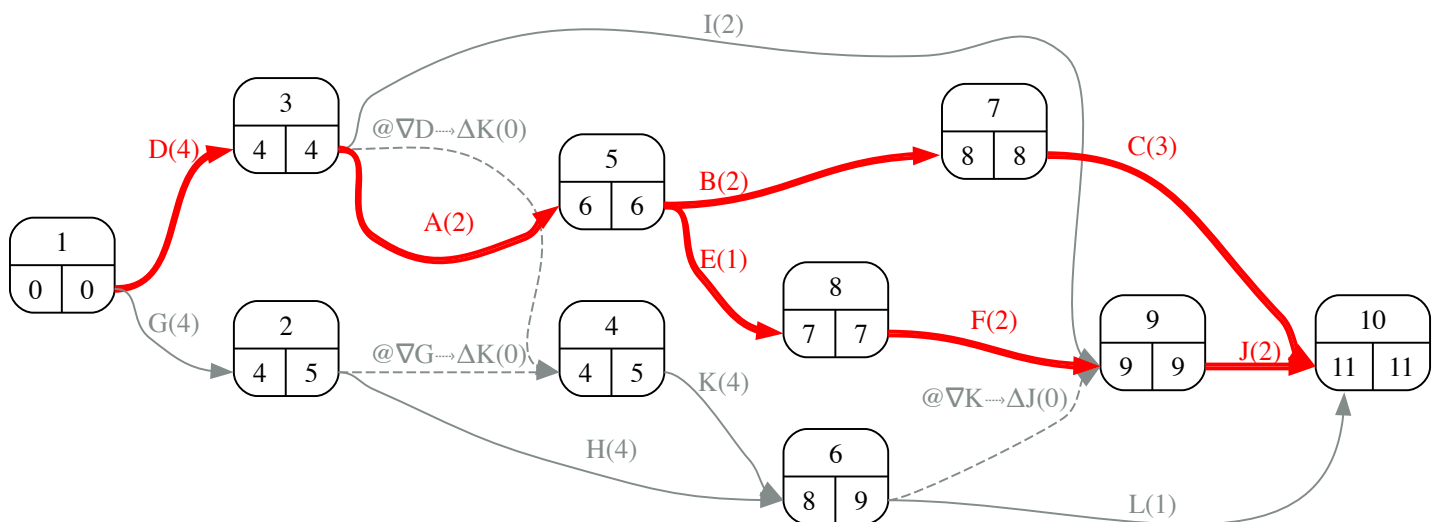 I(2)
3
4 4
@∇D⤑ΔK(0)
D(4)
7
8 8
C(3)
5
6 6
B(2)
A(2)
1
0 0
E(1)
G(4)
2
4 5
@∇G⤑ΔK(0)
4
4 5
8
7 7
F(2)
9
9 9
J(2)
10
11 11
K(4)
@∇K⤑ΔJ(0)
H(4)
6
8 9
L(1)